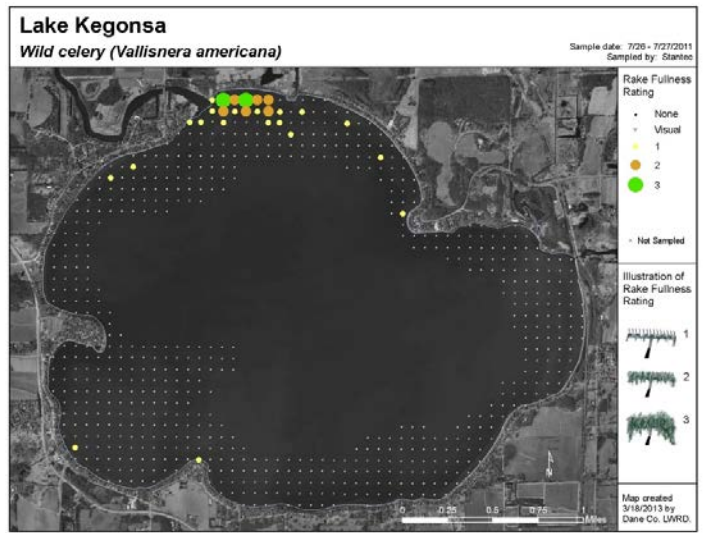 Lake Kegonsa
Wild celery (Vallisnera americana)
Sample date: 7/26 - 7/27/2011
Sampled by: Stantec
Rake Fullness
Rating
None
Visual
1
2
3
Not Sampled
Illustration of
Rake Fullness
Rating
1
2
3
N
0 0.25 0.5 0.75 1
Miles
Map created
3/18/2013 by
Dane Co. LWRD.